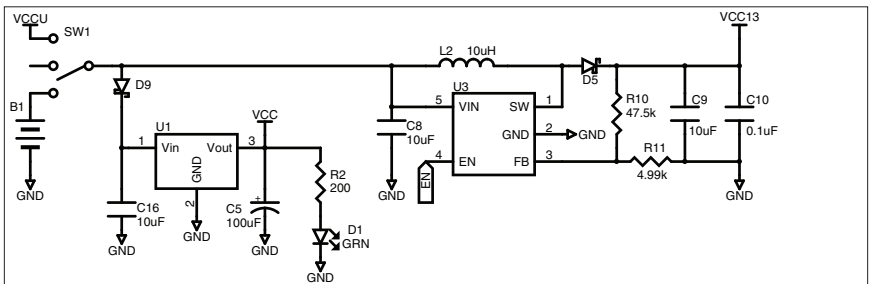 VCCU
SW1
B1
GND
D9
U1
1
Vin
Vout
3
GND
2
GND
C16
10uF
GND
VCC
C5
+
100uF
GND
R2
200
D1
GRN
GND
L2
10uH
U3
5
VIN
SW
1
GND
2
GND
4
EN
FB
3
EN
C8
10uF
GND
D5
R10
47.5k
R11
4.99k
C9
10uF
C10
0.1uF
VCC13
GND